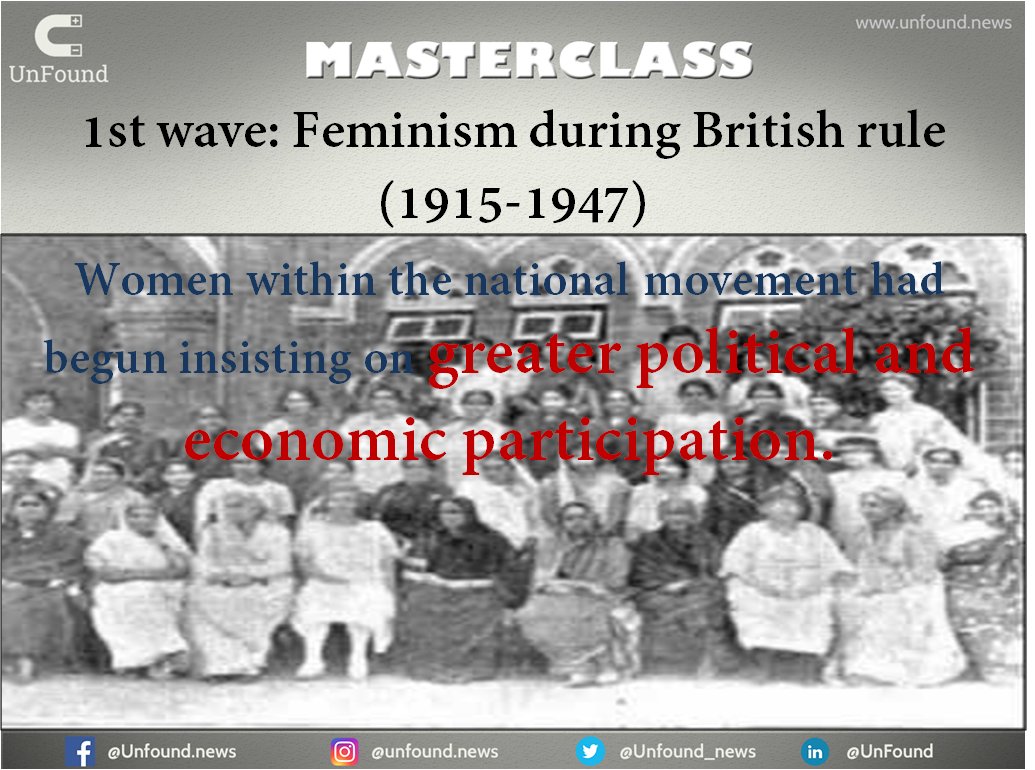 www.unfound.news
UnFound
MASTERCLASS
1st wave: Feminism during British rule
(1915-1947)
Women within the national movement had
begun insisting on greater political and
economic participation.
@Unfound.news
@unfound.news
@Unfound_news
in
@UnFound